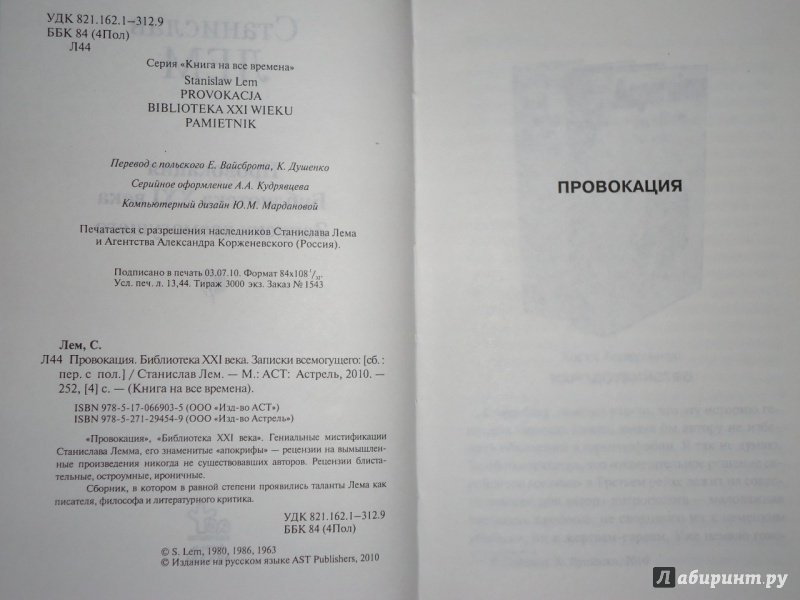 УДК 821.162.1–312.9
ББК 84 (4Пол)
Л44
Серия «Книга на все времена»
Stanislaw Lem
PROVOKACJA
BIBLIOTEKA XXI WIEKU
PAMIETNIK
Перевод с польского Е. Вайсброта, К. Душенко
Серийное оформление А.А. Кудрявцева
Компьютерный дизайн Ю.М. Мардановой
Печатается с разрешения наследников Станислава Лема
и Агентства Александра Корженевского (Россия).
Подписано в печать 03.07.10. Формат 84х108 1/32.
Усл. печ. л. 13,44. Тираж 3000 экз. Заказ № 1543
Лем, С.
Л44 Провокация. Библиотека XXI века. Записки всемогущего: [сб. :
пер. с пол.] / Станислав Лем. — М.: АСТ: Астрель, 2010. —
252, [4] с. — (Книга на все времена).
ISBN 978-5-17-066903-5 (ООО «Изд-во АСТ»)
ISBN 978-5-271-29454-9 (ООО «Изд-во Астрель»)
«Провокация», «Библиотека XXI века». Гениальные мистификации
Станислава Лемма, его знаменитые «апокрифы» — рецензии на вымышлен-
ные произведения никогда не существовавших авторов. Рецензии блиста-
тельные, остроумные, ироничные.
Сборник, в котором в равной степени проявились таланты Лема как
писателя, философа и литературного критика.
УДК 821.162.1–312.9
ББК 84 (4Пол)
© S. Lem, 1980, 1986, 1963
© Издание на русском языке AST Publishers, 2010
ПРОВОКАЦИЯ
Лабиринт.ру